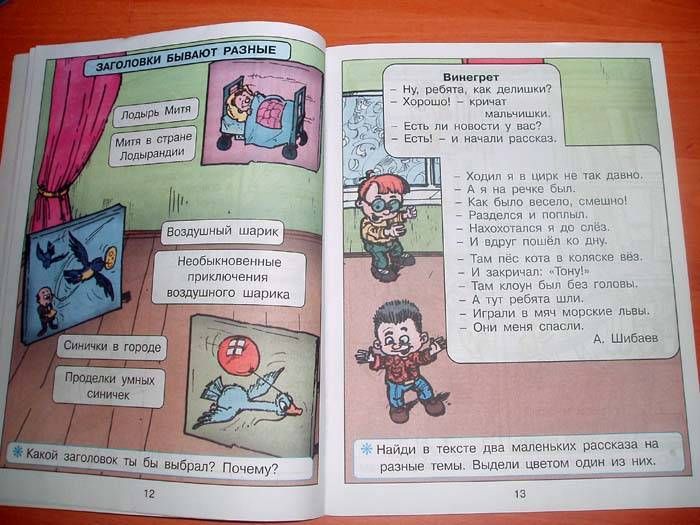 ЗАГОЛОВКИ БЫВАЮТ РАЗНЫЕ
Лодырь Митя
Митя в стране
Лодырандии
Воздушный шарик
Необыкновенные
приключения
воздушного шарика
Синички в городе
Проделки умных
синичек
Какой заголовок ты бы выбрал? Почему?
12
Винегрет
– Ну, ребята, как делишки?
– Хорошо! – кричат
мальчишки.
– Есть ли новости у вас?
– Есть! – и начали рассказ.
– Ходил я в цирк не так давно.
– А я на речке был.
– Как было весело, смешно!
– Разделся и поплыл.
– Нахохотался я до слёз.
– И вдруг пошёл ко дну.
– Там пёс кота в коляске вёз.
– И закричал: «Тону!»
– Там клоун был без головы.
– А тут ребята шли.
– Играли в мяч морские львы.
– Они меня спасли.
А. Шибаев
Найди в тексте два маленьких рассказа на
разные темы. Выдели цветом один из них.
13